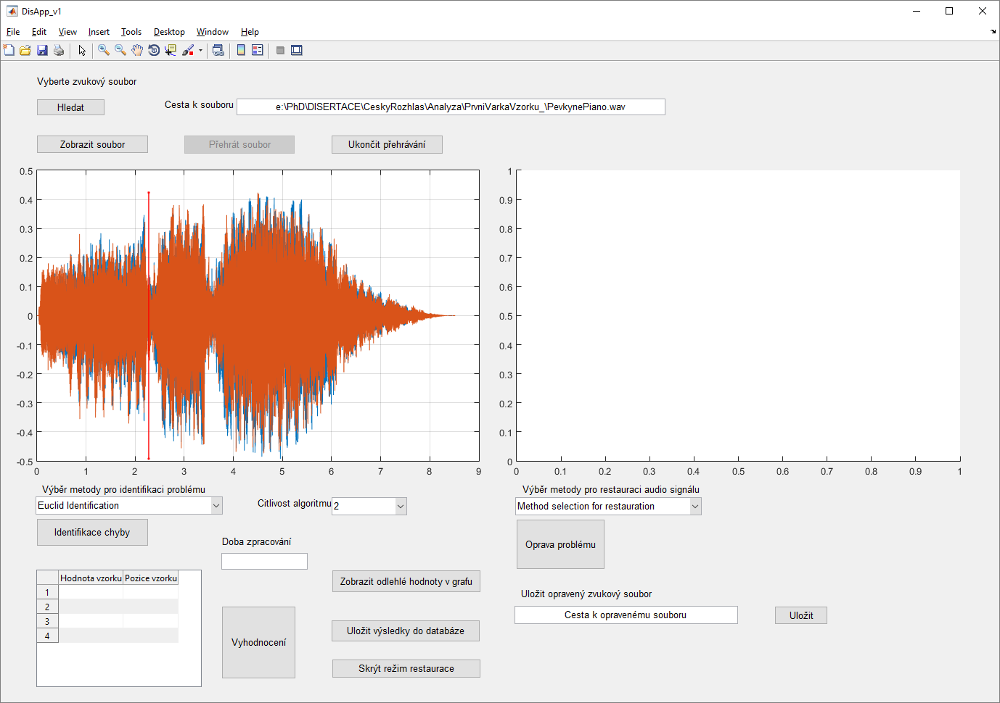 DisApp_v1
File Edit View Insert Tools Desktop Window Help
Vyberte zvukový soubor
Hledat
Cesta k souboru
e:\PhD\DISERTACE\CeskyRozhlas\Analyza\PrvniVarkaVzorku_\PevkynePiano.wav
Zobrazit soubor
Přehrát soubor
Ukončit přehrávání
0.5
0.4
0.3
0.2
0.1
0
-0.1
-0.2
-0.3
-0.4
-0.5
0 1 2 3 4 5 6 7 8 9
1
0.9
0.8
0.7
0.6
0.5
0.4
0.3
0.2
0.1
0
0 0.1 0.2 0.3 0.4 0.5 0.6 0.7 0.8 0.9 1
Výběr metody pro identifikaci problému
Euclid Identification
Citlivost algoritmu
2
Identifikace chyby
Doba zpracování
Hodnota vzorku Pozice vzorku
1
2
3
4
Vyhodnocení
Zobrazit odlehlé hodnoty v grafu
Uložit výsledky do databáze
Skrýt režim restaurace
Výběr metody pro restauraci audio signálu
Method selection for restauration
Oprava problému
Uložit opravený zvukový soubor
Cesta k opravenému souboru
Uložit